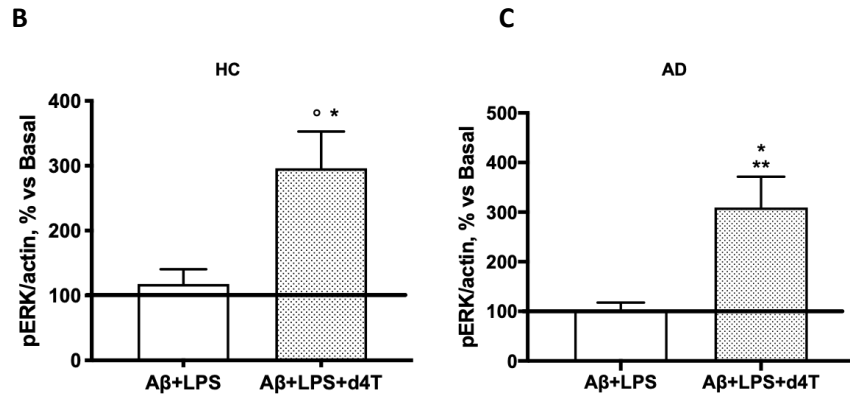 B
HC
pERK/actin, % vs Basal
400
300
200
100
0
° *
Aβ+LPS
Aβ+LPS+d4T
C
AD
pERK/actin, % vs Basal
500
400
300
200
100
0
*
**
Aβ+LPS
Aβ+LPS+d4T